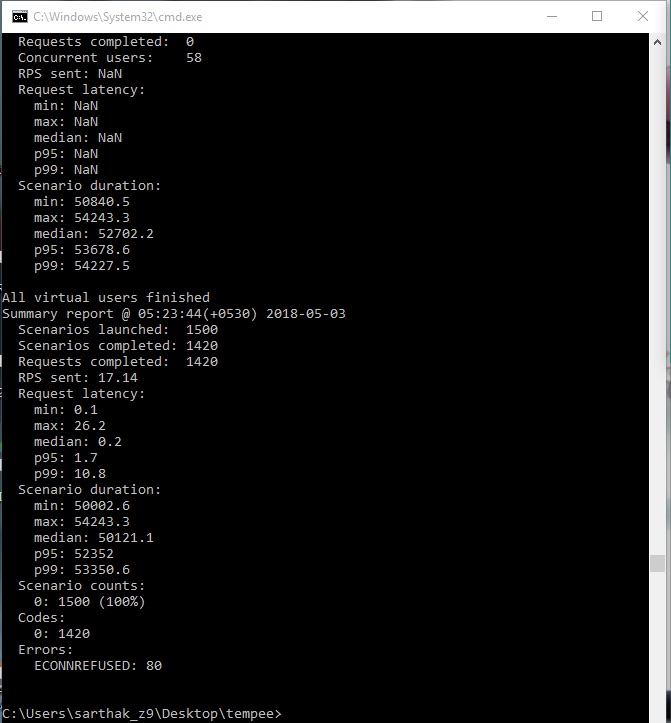 C:\Windows\System32\cmd.exe
Requests completed: 0
Concurrent users: 58
RPS sent: NaN
Request latency:
min: NaN
max: NaN
median: NaN
p95: NaN
p99: NaN
Scenario duration:
min: 50840.5
max: 54243.3
median: 52702.2
p95: 53678.6
p99: 54227.5
All virtual users finished
Summary report @ 05:23:44(+0530) 2018-05-03
Scenarios launched: 1500
Scenarios completed: 1420
Requests completed: 1420
RPS sent: 17.14
Request latency:
min: 0.1
max: 26.2
median: 0.2
p95: 1.7
p99: 10.8
Scenario duration:
min: 50002.6
max: 54243.3
median: 50121.1
p95: 52352
p99: 53350.6
Scenario counts:
0: 1500 (100%)
Codes:
0: 1420
Errors:
ECONNREFUSED: 80
C:\Users\sarthak_z9\Desktop\tempee>